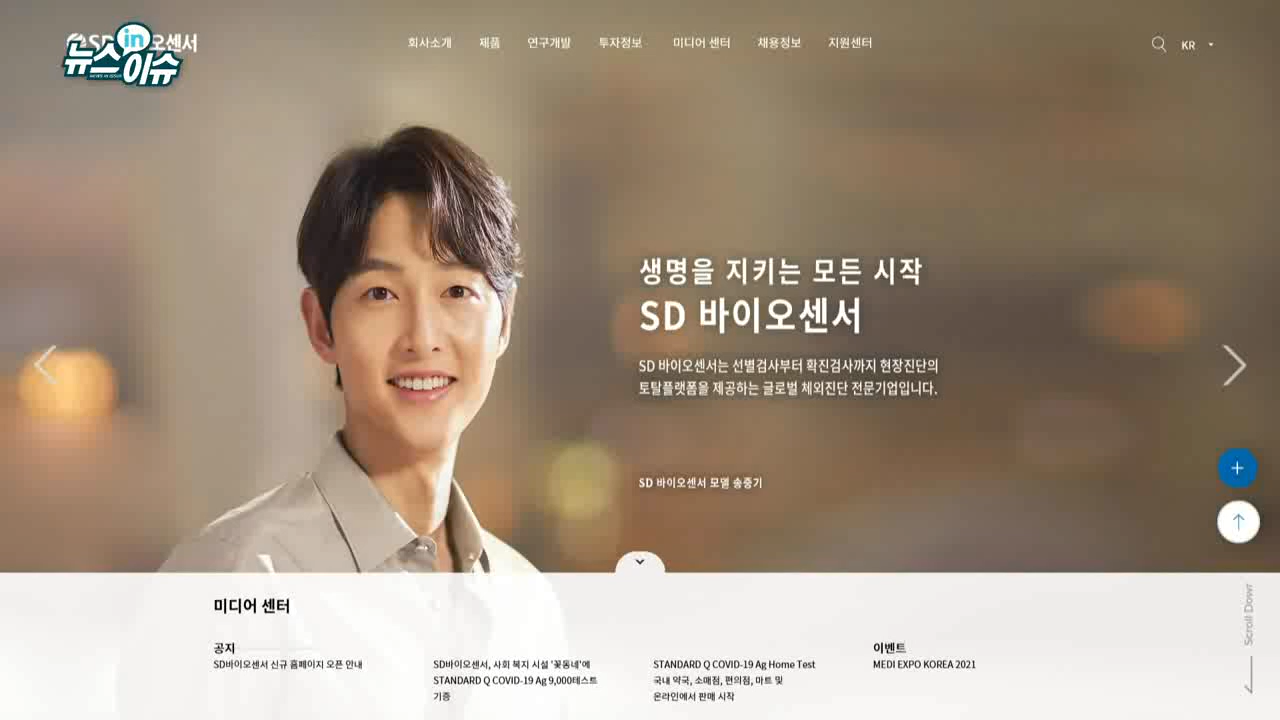 뉴스 in 이슈
SD 오센서
회사소개 제품 연구개발 투자정보 미디어 센터 채용정보 지원센터
KR
생명을 지키는 모든 시작
SD 바이오센서
SD 바이오센서는 선별검사부터 확진검사까지 현장진단의
토탈플랫폼을 제공하는 글로벌 체외진단 전문기업입니다.
SD 바이오센서 모델 송중기
Scroll Down
미디어 센터
공지
SD바이오센서 신규 홈페이지 오픈 안내
SD바이오센서, 사회 복지 시설 '꽃동네'에
STANDARD Q COVID-19 Ag 9,000테스트
기증
STANDARD Q COVID-19 Ag Home Test
국내 약국, 소매점, 편의점, 마트 및
온라인에서 판매 시작
이벤트
MEDI EXPO KOREA 2021